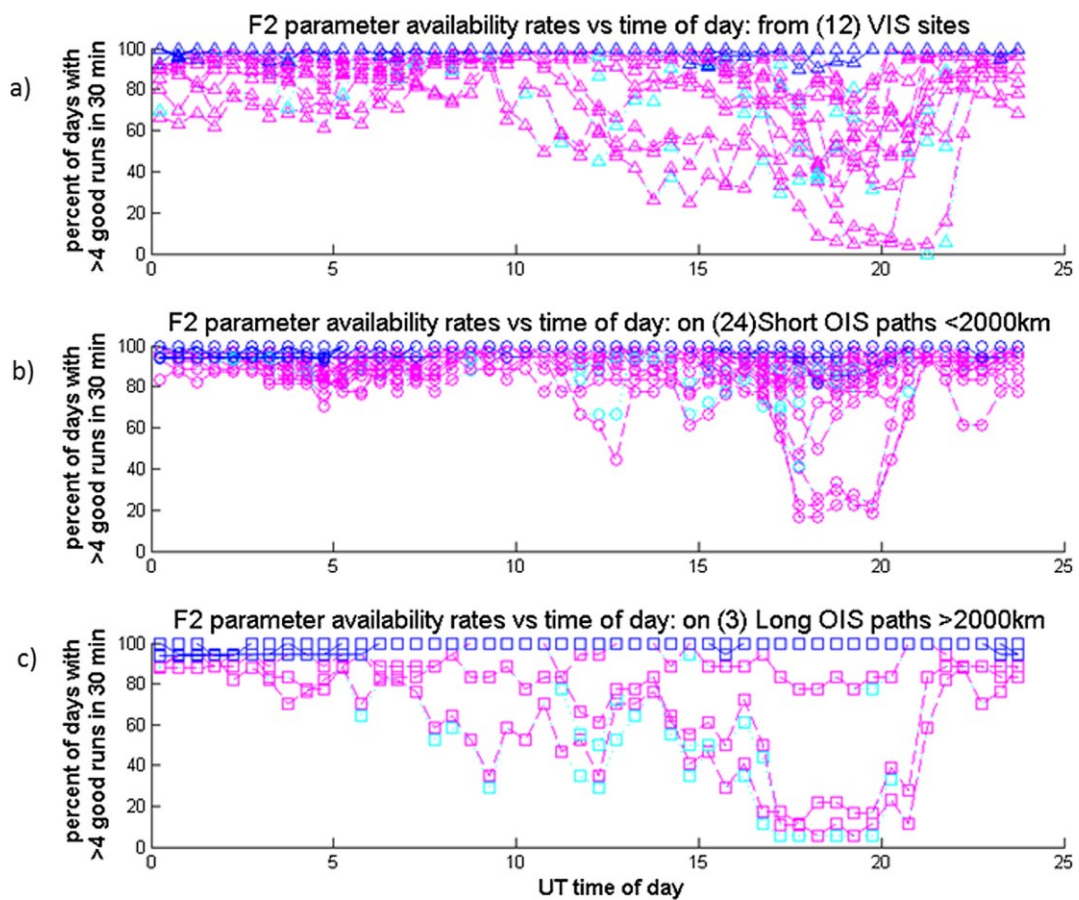 F2 parameter availability rates vs time of day: from (12) VIS sites
a)
percent of days with
>4 good runs in 30 min
100
80
60
40
20
0
0 5 10 15 20 25
F2 parameter availability rates vs time of day: on (24)Short OIS paths <2000km
b)
percent of days with
>4 good runs in 30 min
100
80
60
40
20
0
0 5 10 15 20 25
F2 parameter availability rates vs time of day: on (3) Long OIS paths >2000km
c)
percent of days with
>4 good runs in 30 min
100
80
60
40
20
0
0 5 10 15 20 25
UT time of day